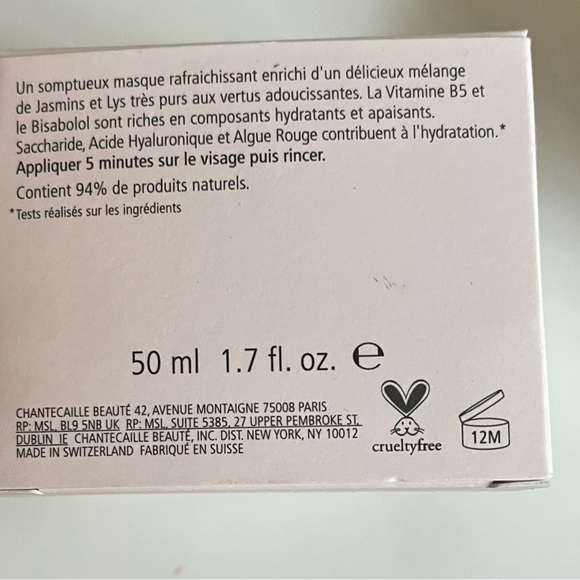 Un somptueux masque rafraichissant enrichi d'un délicieux mélange
de Jasmins et Lys très purs aux vertus adoucissantes. La Vitamine B5 et
le Bisabolol sont riches en composants hydratants et apaisants.
Saccharide, Acide Hyaluronique et Algue Rouge contribuent à l'hydratation.*
Appliquer 5 minutes sur le visage puis rincer.
Contient 94% de produits naturels.
*Tests réalisés sur les ingrédients
50 ml 1.7 fl. oz. e
CHANTECAILLE BEAUTÉ 42, AVENUE MONTAIGNE 75008 PARIS
RP: MSL, BL9 5NB UK RP: MSL, SUITE 5385, 27 UPPER PEMBROKE ST,
DUBLIN IE CHANTECAILLE BEAUTÉ, INC. DIST. NEW YORK, NY 10012
MADE IN SWITZERLAND FABRIQUÉ EN SUISSE
crueltyfree
12M